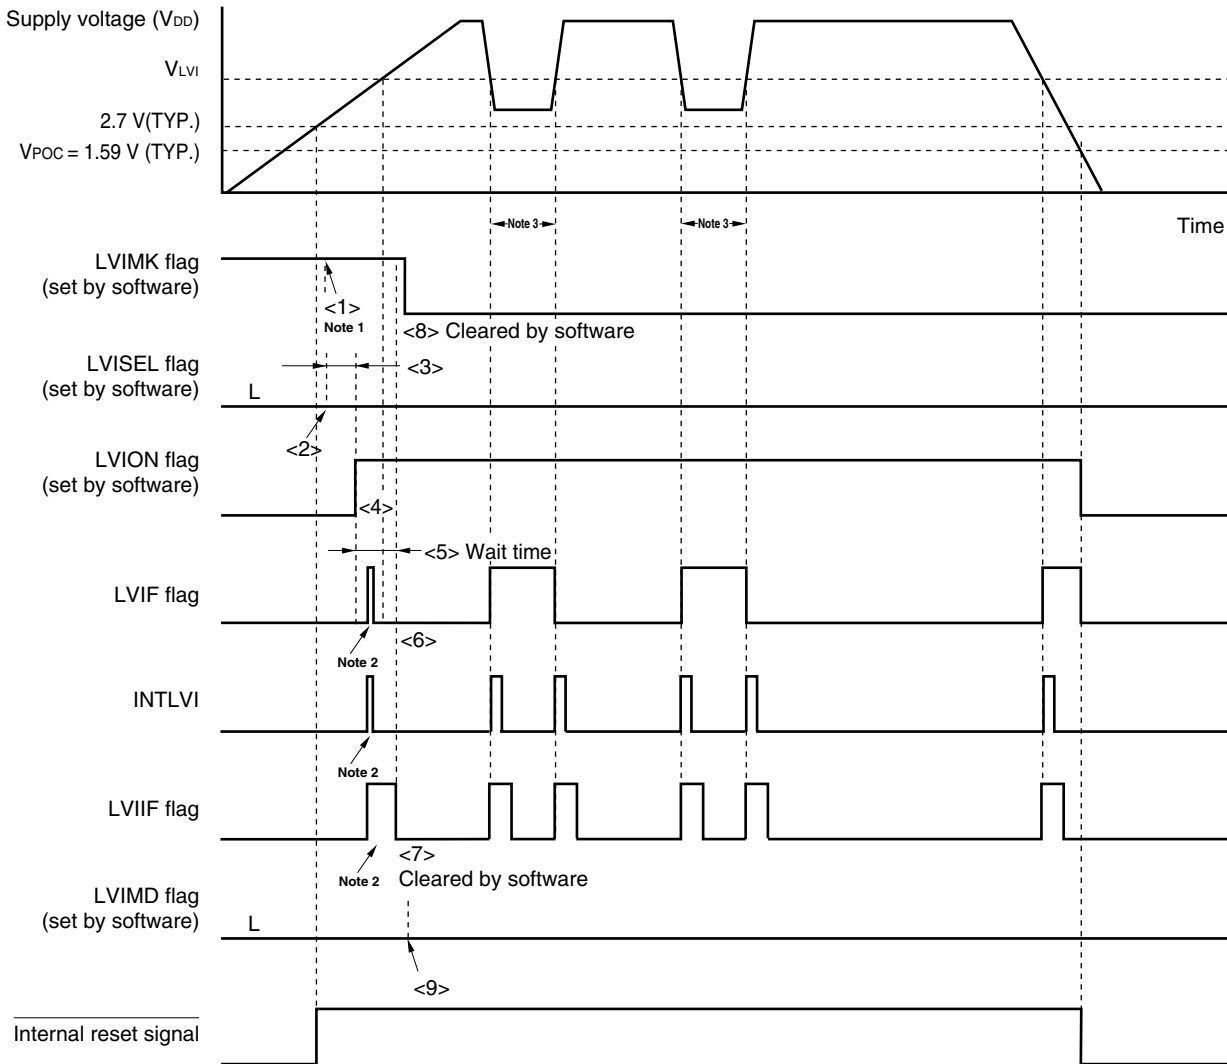 Supply voltage (VDD)
VLVI
2.7 V(TYP.)
VPOC = 1.59 V (TYP.)
Note 3
Note 3
Time
LVIMK flag
(set by software)
<1>
Note 1
<8> Cleared by software
LVISEL flag
(set by software)
L
<3>
<2>
LVION flag
(set by software)
<4>
<5> Wait time
LVIF flag
<6>
Note 2
INTLVI
Note 2
LVIIF flag
Note 2
<7>
Cleared by software
LVIMD flag
(set by software)
L
<9>
Internal reset signal